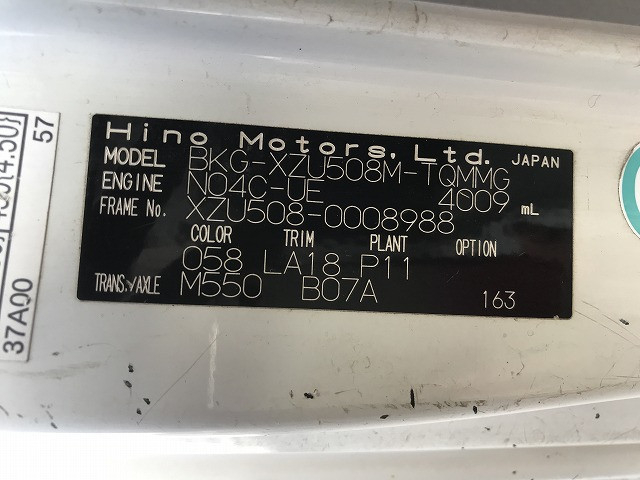 Hino Motors, Ltd. JAPAN
MODEL BKG-XZU508M-TQMMG
ENGINE N04C-UE 4009 mL
FRAME No. XZU508-0008988
COLOR TRIM PLANT OPTION
058 LA18 P11
TRANS./AXLE M550 B07A 163
57
37A00